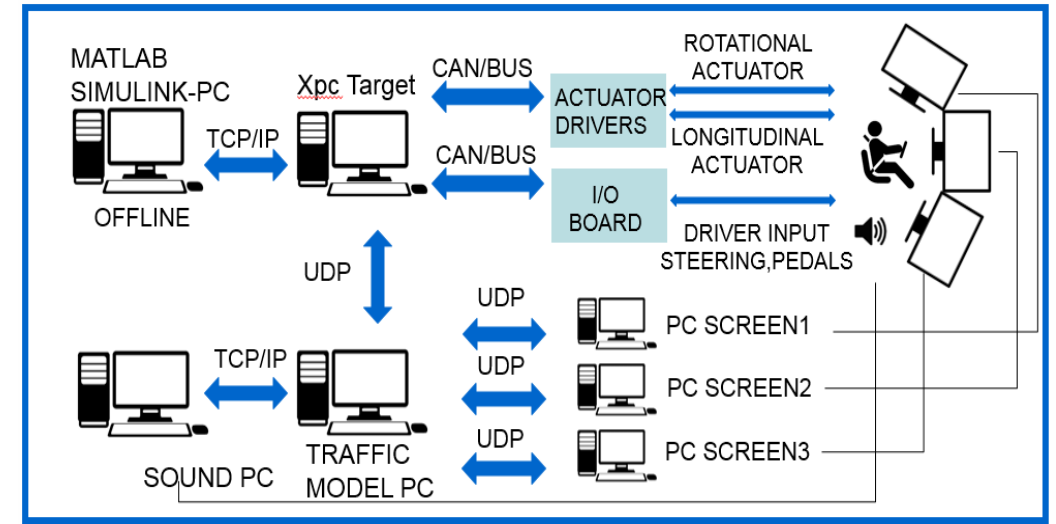 MATLAB
SIMULINK-PC
TCP/IP
OFFLINE
Xpc Target
CAN/BUS
CAN/BUS
ACTUATOR
DRIVERS
I/O
BOARD
ROTATIONAL
ACTUATOR
LONGITUDINAL
ACTUATOR
DRIVER INPUT
STEERING,PEDALS
UDP
UDP
PC SCREEN1
UDP
PC SCREEN2
UDP
PC SCREEN3
TCP/IP
SOUND PC
TRAFFIC
MODEL PC